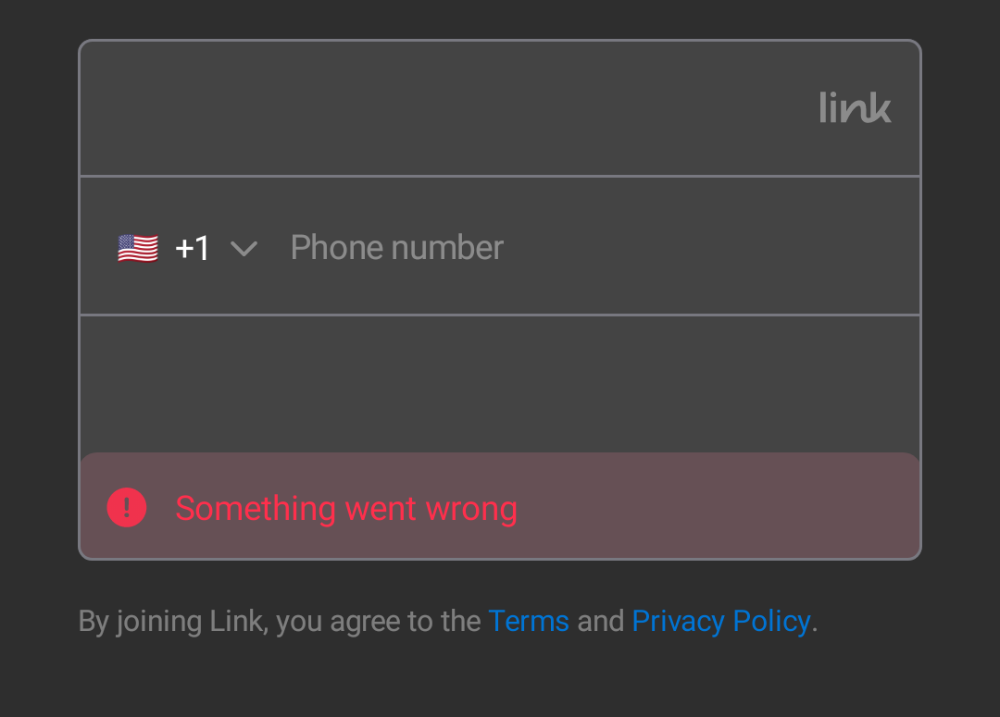 link
+1 Phone number
Something went wrong
By joining Link, you agree to the Terms and Privacy Policy.